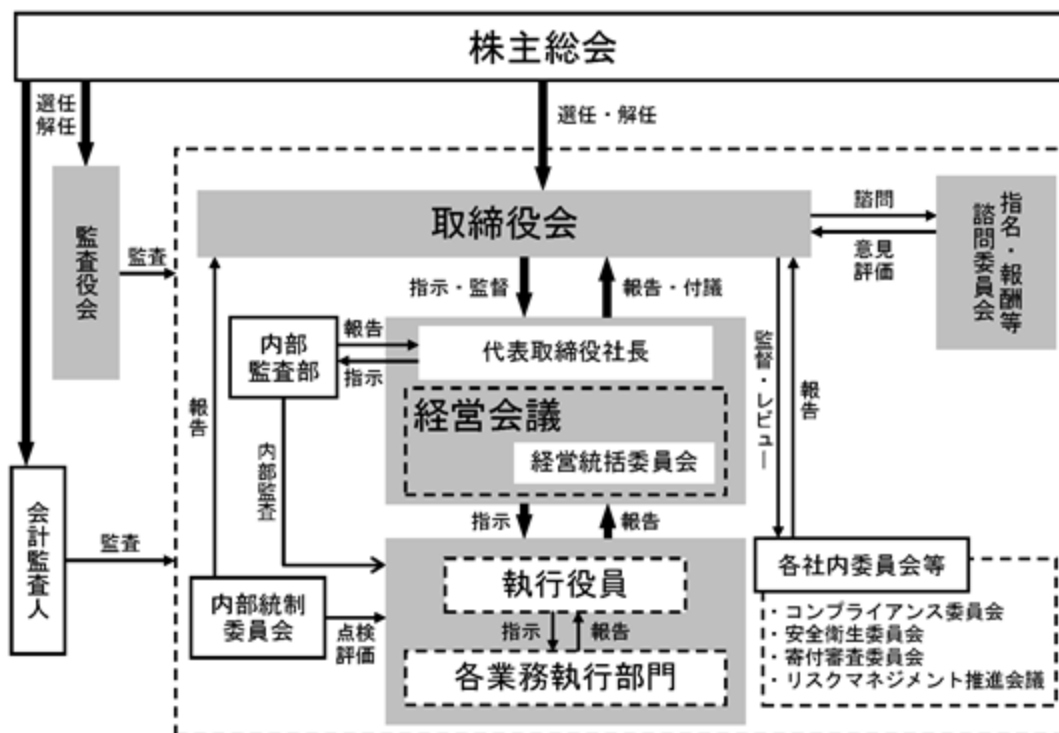 株主総会
選任
解任
選任・解任
監査役会
監査
取締役会
諮問
意見
評価
指名・報酬等
諮問委員会
指示・監督
報告・付議
内部
監査部
報告
指示
代表取締役社長
経営会議
経営統括委員会
監督・レビュー
報告
報告
内部監査
指示
報告
会計監査人
監査
執行役員
指示
報告
各業務執行部門
内部統制
委員会
点検
評価
各社内委員会等
・コンプライアンス委員会
・安全衛生委員会
・寄付審査委員会
・リスクマネジメント推進会議